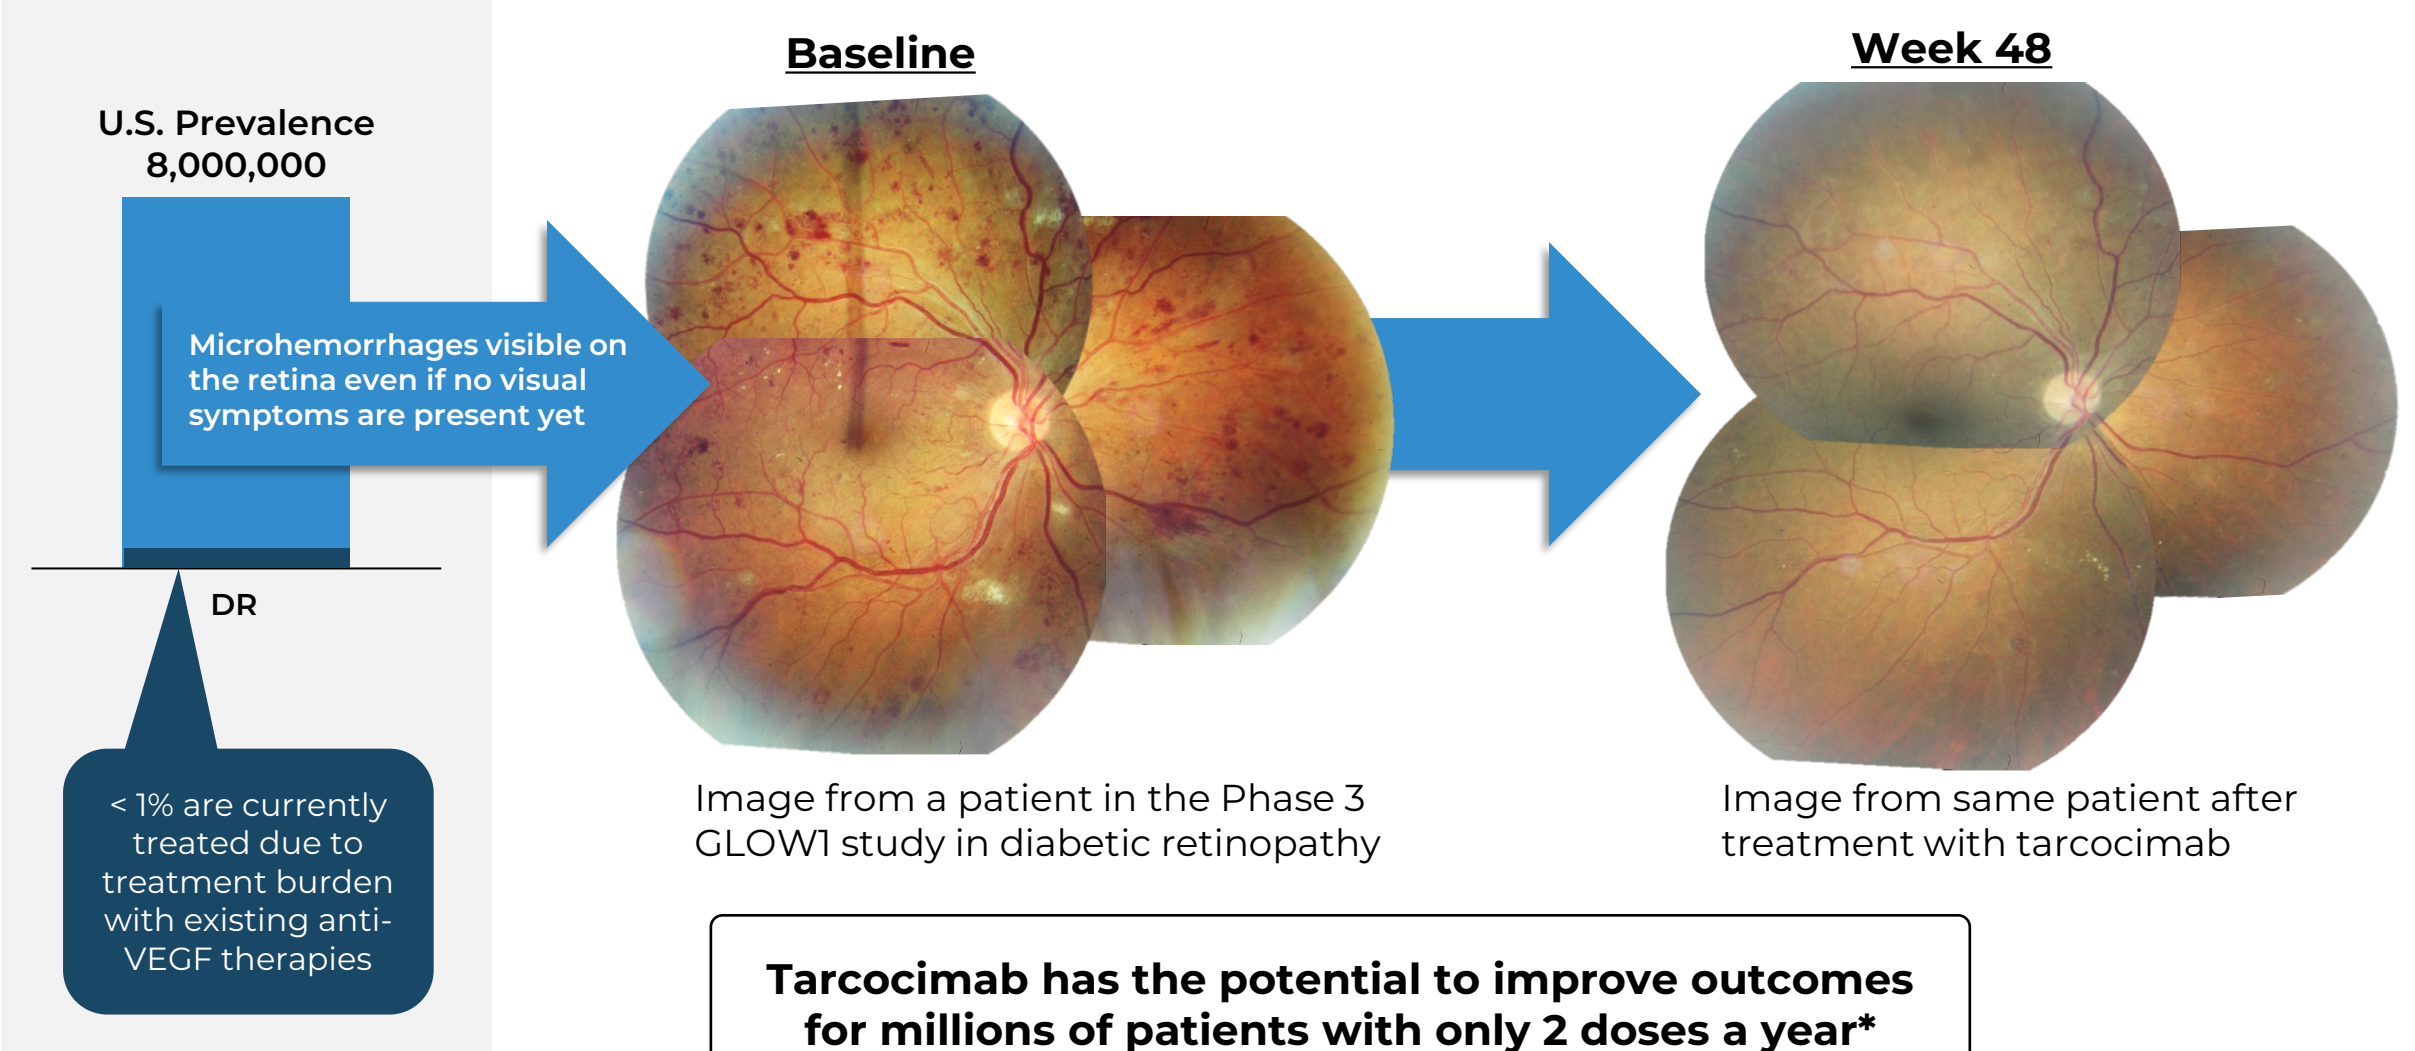 U.S. Prevalence
8,000,000
Microhemorrhages visible on
the retina even if no visual
symptoms are present yet
DR
< 1% are currently
treated due to
treatment burden
with existing anti-
VEGF therapies
Baseline
Image from a patient in the Phase 3
GLOW1 study in diabetic retinopathy
Week 48
Image from same patient after
treatment with tarcocimab
Tarcocimab has the potential to improve outcomes
for millions of patients with only 2 doses a year*